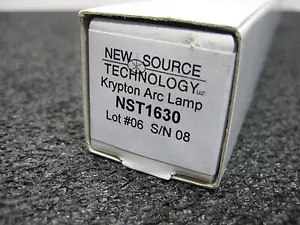 NEW SOURCE
TECHNOLOGY LLC
Krypton Arc Lamp
NST1630
Lot #06 S/N 08